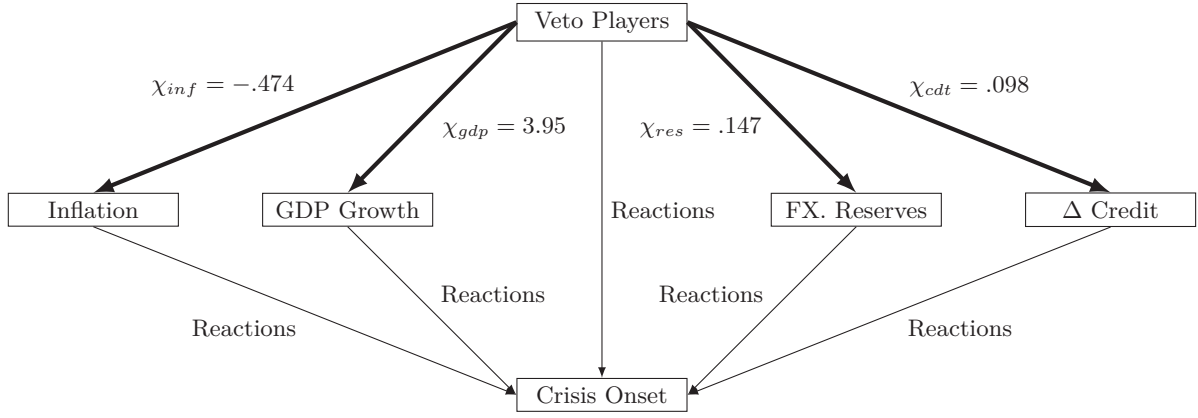 Veto Players
χ_inf = −.474
χ_cdt = .098
χ_gdp = 3.95
χ_res = .147
Inflation
GDP Growth
Reactions
FX. Reserves
Δ Credit
Reactions
Reactions
Reactions
Reactions
Crisis Onset